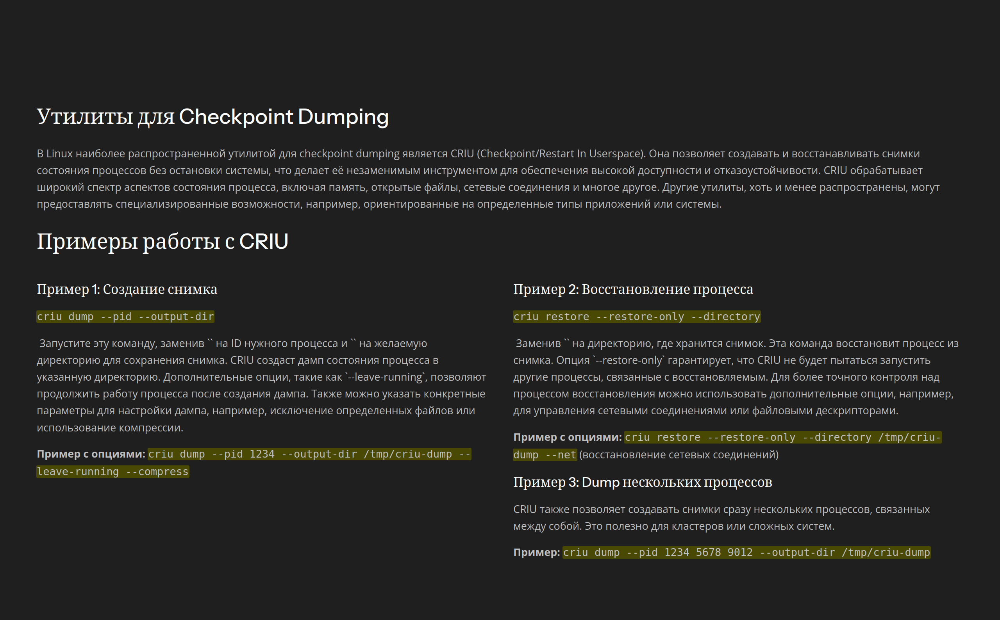 Утилиты для Checkpoint Dumping
В Linux наиболее распространенной утилитой для checkpoint dumping является CRIU (Checkpoint/Restart In Userspace). Она позволяет создавать и восстанавливать снимки
состояния процессов без остановки системы, что делает её незаменимым инструментом для обеспечения высокой доступности и отказоустойчивости. CRIU обрабатывает
широкий спектр аспектов состояния процесса, включая память, открытые файлы, сетевые соединения и многое другое. Другие утилиты, хоть и менее распространены, могут
предоставлять специализированные возможности, например, ориентированные на определенные типы приложений или системы.
Примеры работы с CRIU
Пример 1: Создание снимка
criu dump --pid --output-dir
Запустите эту команду, заменив `` на ID нужного процесса и `` на желаемую
директорию для сохранения снимка. CRIU создаст дамп состояния процесса в
указанную директорию. Дополнительные опции, такие как `--leave-running`, позволяют
продолжить работу процесса после создания дампа. Также можно указать конкретные
параметры для настройки дампа, например, исключение определенных файлов или
использование компрессии.
Пример с опциями: criu dump --pid 1234 --output-dir /tmp/criu-dump --
leave-running --compress
Пример 2: Восстановление процесса
criu restore --restore-only --directory
Заменив `` на директорию, где хранится снимок. Эта команда восстановит процесс из
снимка. Опция `--restore-only` гарантирует, что CRIU не будет пытаться запустить
другие процессы, связанные с восстановляемым. Для более точного контроля над
процессом восстановления можно использовать дополнительные опции, например,
для управления сетевыми соединениями или файловыми дескрипторами.
Пример с опциями: criu restore --restore-only --directory /tmp/criu-
dump --net (восстановление сетевых соединений)
Пример 3: Dump нескольких процессов
CRIU также позволяет создавать снимки сразу нескольких процессов, связанных
между собой. Это полезно для кластеров или сложных систем.
Пример: criu dump --pid 1234 5678 9012 --output-dir /tmp/criu-dump